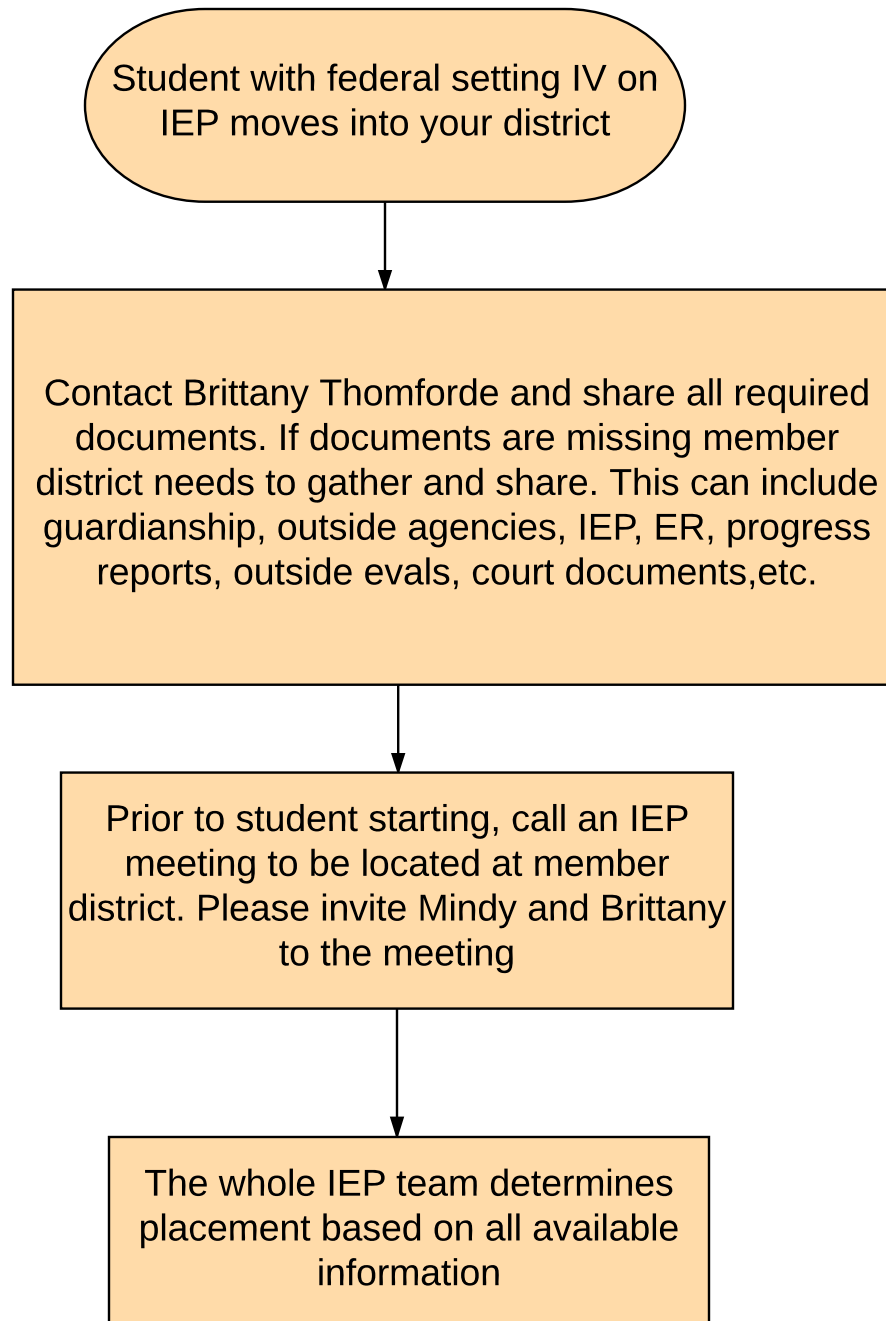 Student with federal setting IV on
IEP moves into your district
Contact Brittany Thomforde and share all required
documents. If documents are missing member
district needs to gather and share. This can include
guardianship, outside agencies, IEP, ER, progress
reports, outside evals, court documents,etc.
Prior to student starting, call an IEP
meeting to be located at member
district. Please invite Mindy and Brittany
to the meeting
The whole IEP team determines
placement based on all available
information